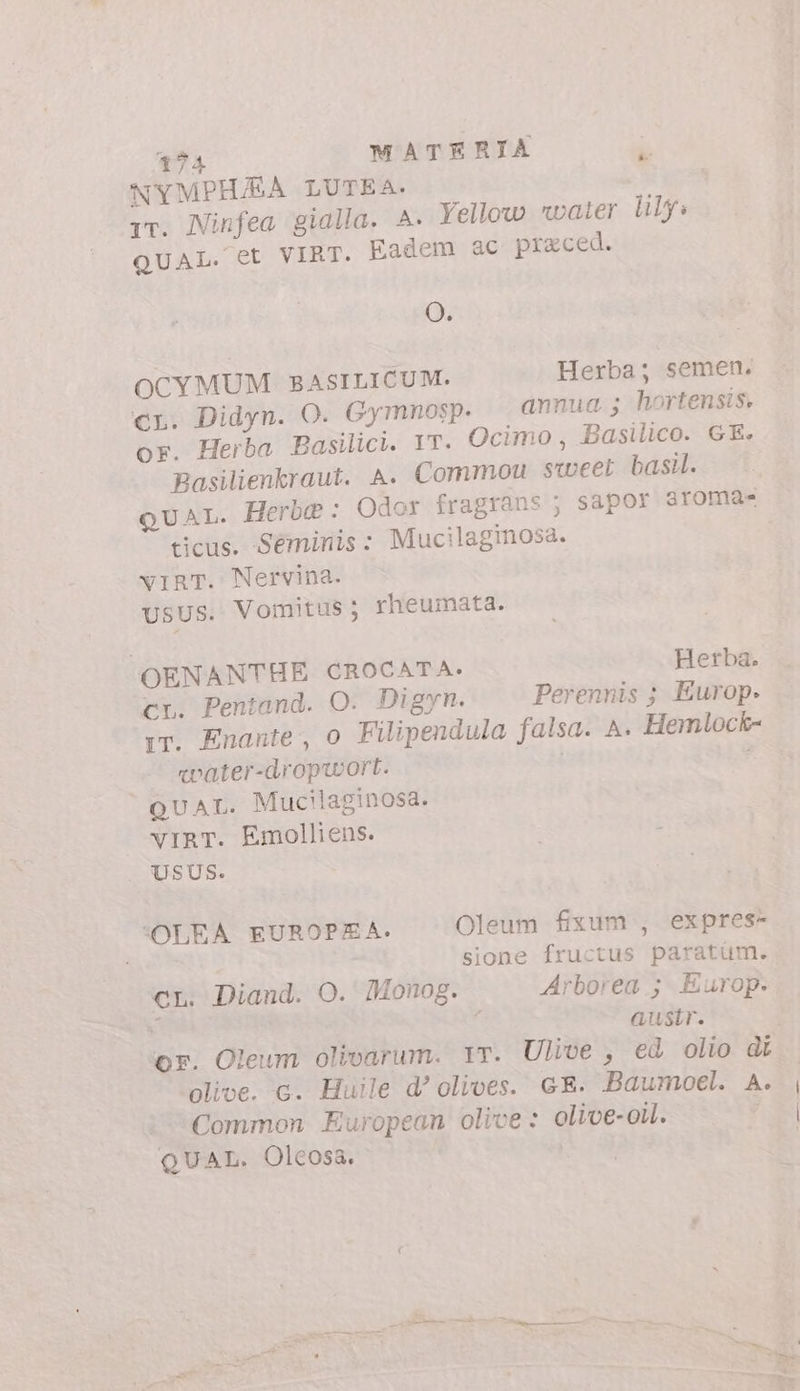 174 MATERIA
NYMPHÆA LUTEA.
IT. Ninfea gialla. A. Yellow water lily.
QUAL. et VIRT. Eadem ac præced.
O.
OCYMUM BASILICUM. Herba; semen.
CL. Didyn. O. Gymnosp. annua; hortensis.
OF. Herba Basilici. IT. Ocimo, Basilico. GE.
Basilienkraut. A. Commou sweet basil.
QUAL. Herbæ: Odor fragrans; sapor aroma-
ticus. Seminis: Mucilaginosa.
VIRT. Nervina.
USUS. Vomitus; rheumata.
OENANTHE CROCATA. Herba.
CL. Pentand. O. Digyn. Perennis; Europ.
IT. Enante, o Filipendula falsa. A. Hemlock-
water-dropwort.
QUAL. Mucilaginosa.
VIRT. Emolliens.
USUS.
OLEA EUROPÆA. Oleum fixum, expres-
sione fructus paratum.
CL. Diand. O. Monog. Arborea; Europ.
austr.
OF. Oleum olivarum. IT. Ulive, ed olio di
olive. G. Huile d'olives. GE. Baumoel. A.
Common European olive: olive-oil.
QUAL. Oleosa.